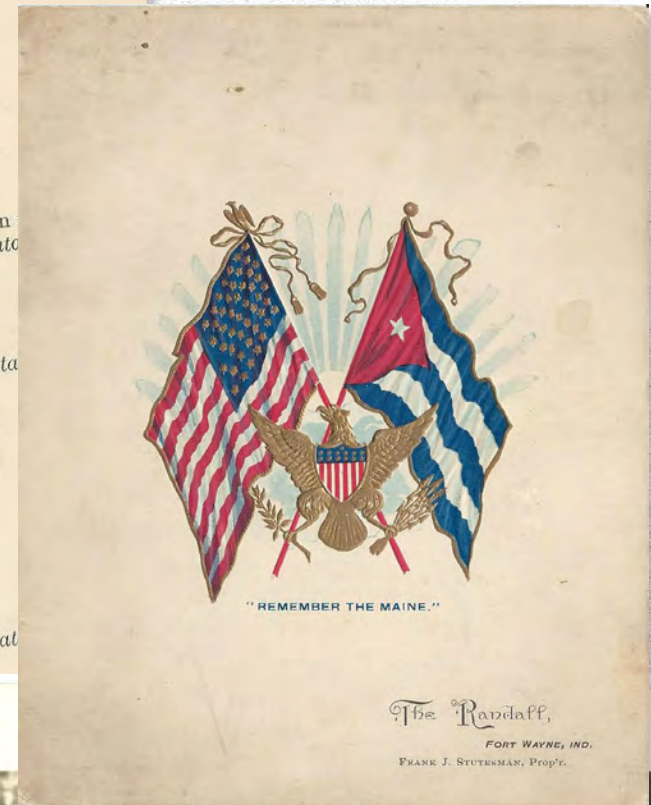 "REMEMBER THE MAINE."
The Randall,
FORT WAYNE, IND.
FRANK J. STUTESMAN, Prop'r.